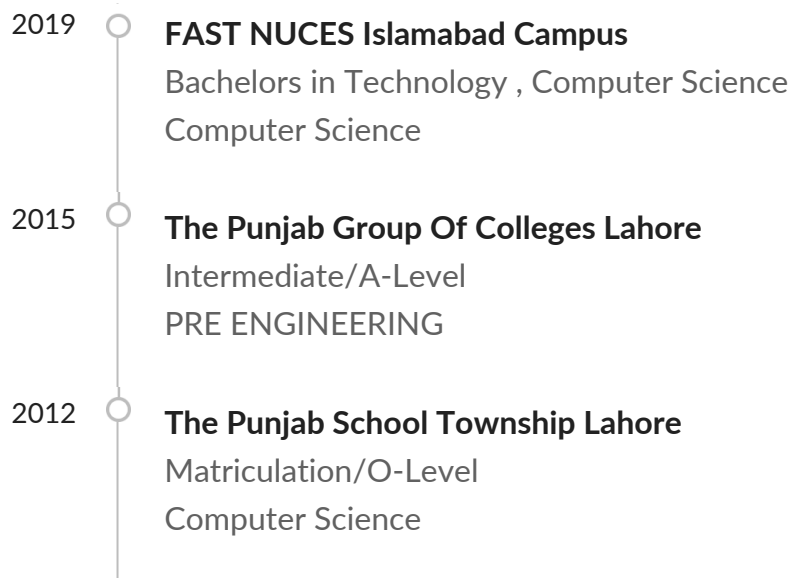 2019
FAST NUCES Islamabad Campus
Bachelors in Technology , Computer Science
Computer Science
2015
The Punjab Group Of Colleges Lahore
Intermediate/A-Level
PRE ENGINEERING
2012
The Punjab School Township Lahore
Matriculation/O-Level
Computer Science